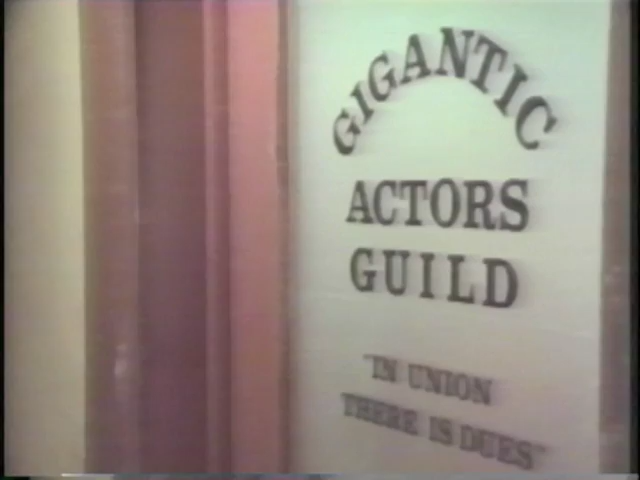 GIGANTIC
ACTORS
GUILD
"IN UNION
THERE IS DUES"